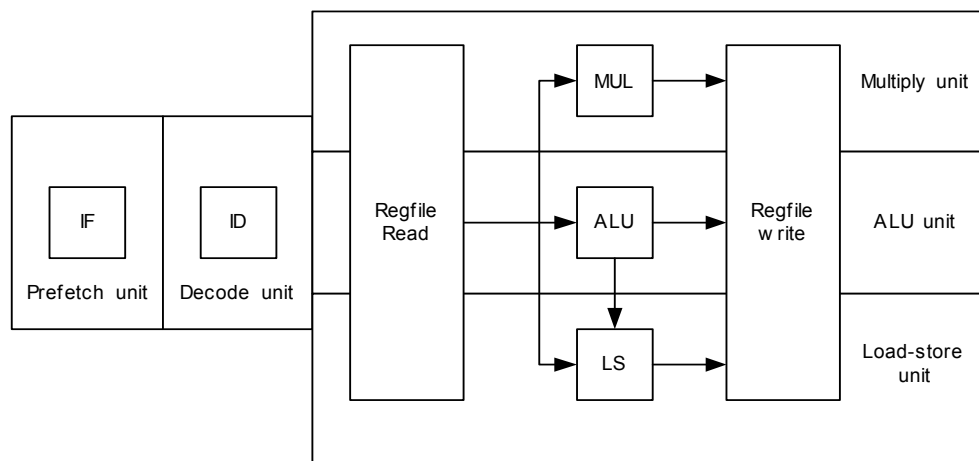 MUL
Multiply unit
IF
ID
Regfile
Read
ALU
Regfile
w rite
ALU unit
Prefetch unit
Decode unit
LS
Load-store
unit